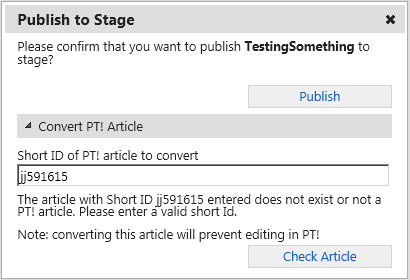 Publish to Stage
Please confirm that you want to publish TestingSomething to
stage?
Publish
Convert PT! Article
Short ID of PT! article to convert
jj591615
The article with Short ID jj591615 entered does not exist or not a
PT! article. Please enter a valid short Id.
Note: converting this article will prevent editing in PT!
Check Article